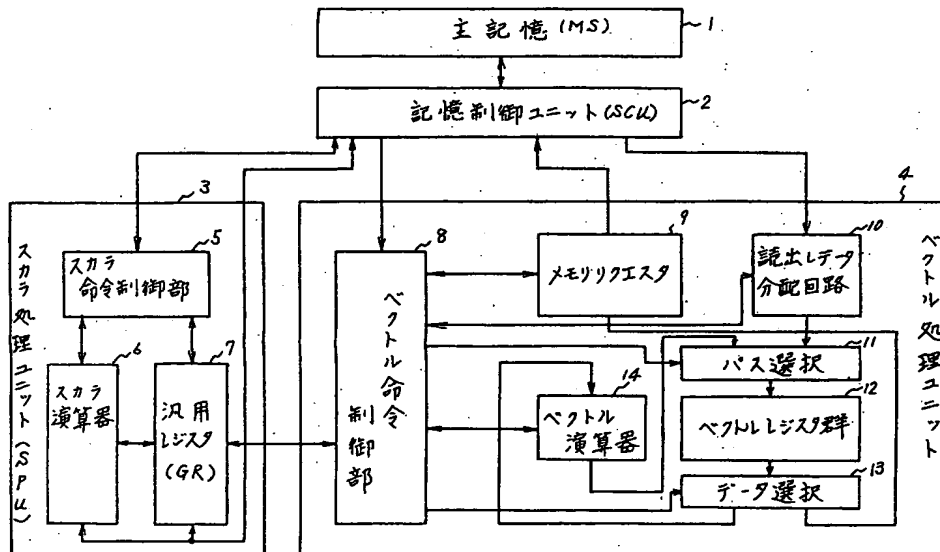 主記憶(MS)
1
記憶制御ユニット(SCU)
2
3
4
スカラ処理ユニット(SPU)
5
スカラ
命令制御部
6
スカラ
演算器
7
汎用
レジスタ
(GR)
8
ベクトル命令
制御部
9
メモリリクエスタ
10
読出しデータ
分配回路
ベクトル処理ユニット
11
パス選択
12
ベクトルレジスタ群
13
データ選択
14
ベクトル
演算器